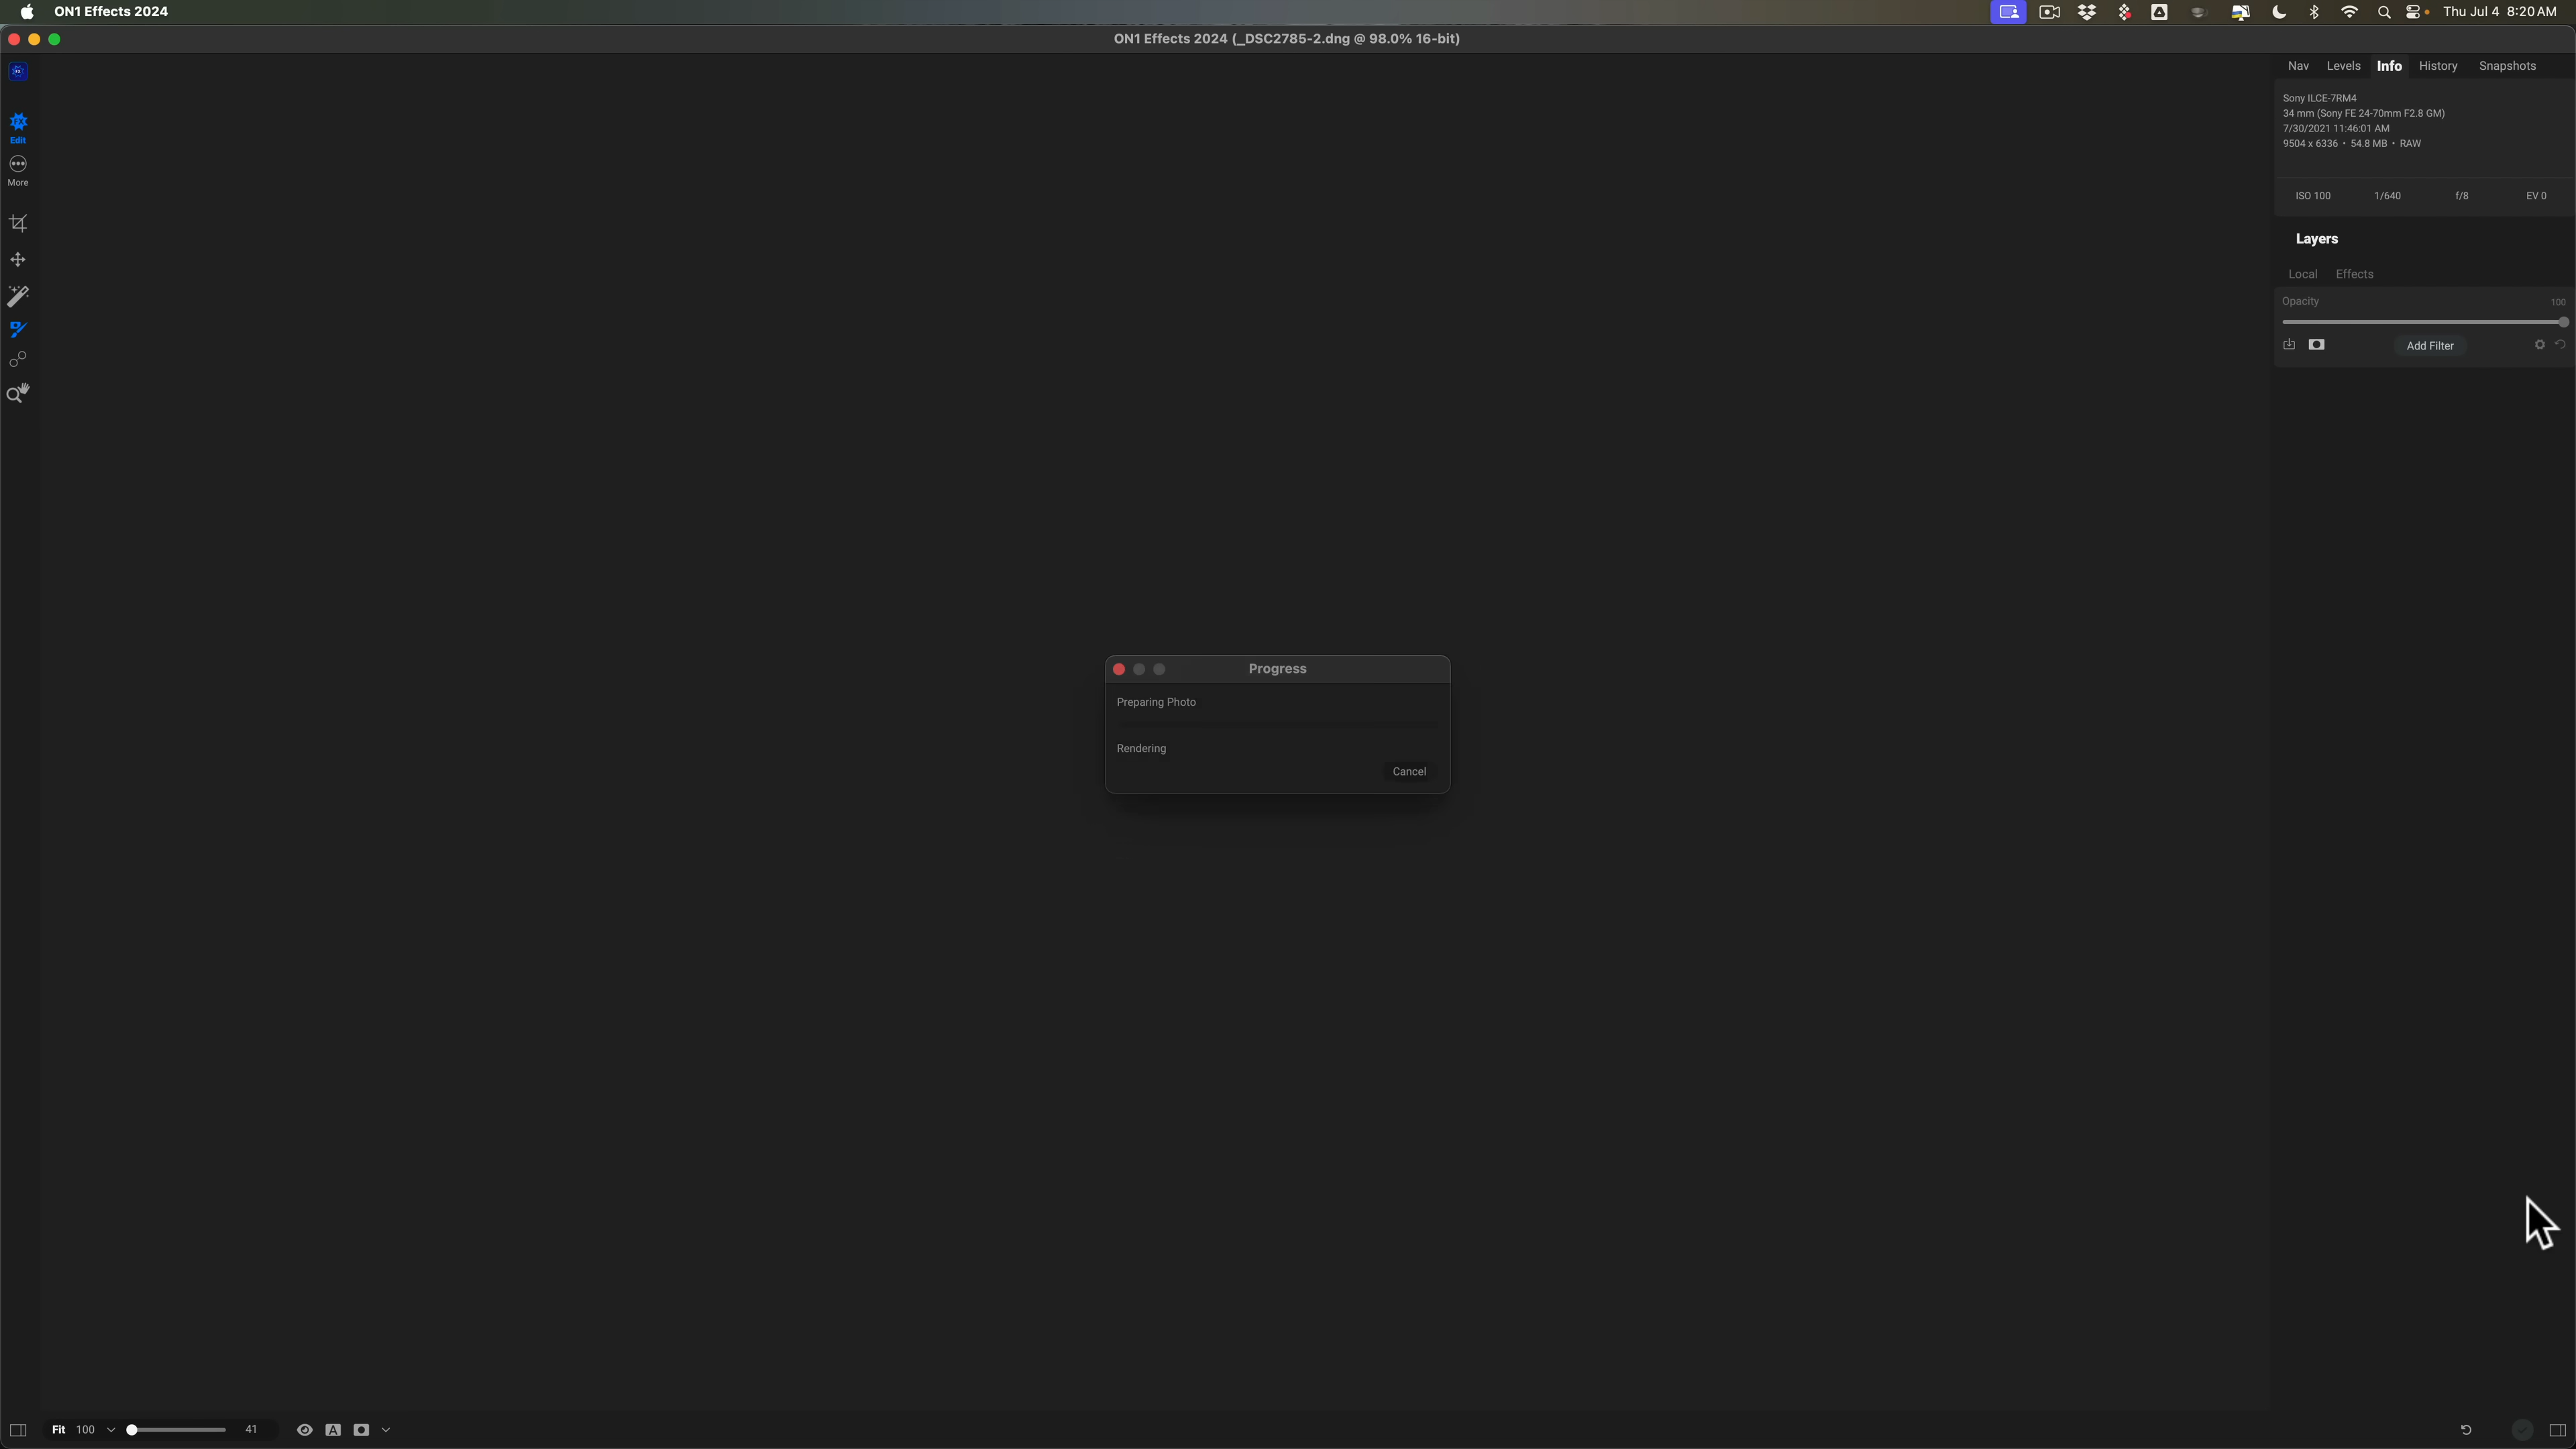 ON1 Effects 2024
Thu Jul 4 8:20 AM
ON1 Effects 2024 (_DSC2785-2.dng @ 98.0% 16-bit)
Nav Levels Info History Snapshots
Edit
More
Sony ILCE-7RM4
34 mm (Sony FE 24-70mm F2.8 GM)
7/30/2021 11:46:01 AM
9504 x 6336 • 54.8 MB • RAW
ISO 100 1/640 f/8 EV 0
Layers
Local Effects
Opacity 100
Add Filter
Progress
Preparing Photo
Rendering
Cancel
Fit 100 41 A